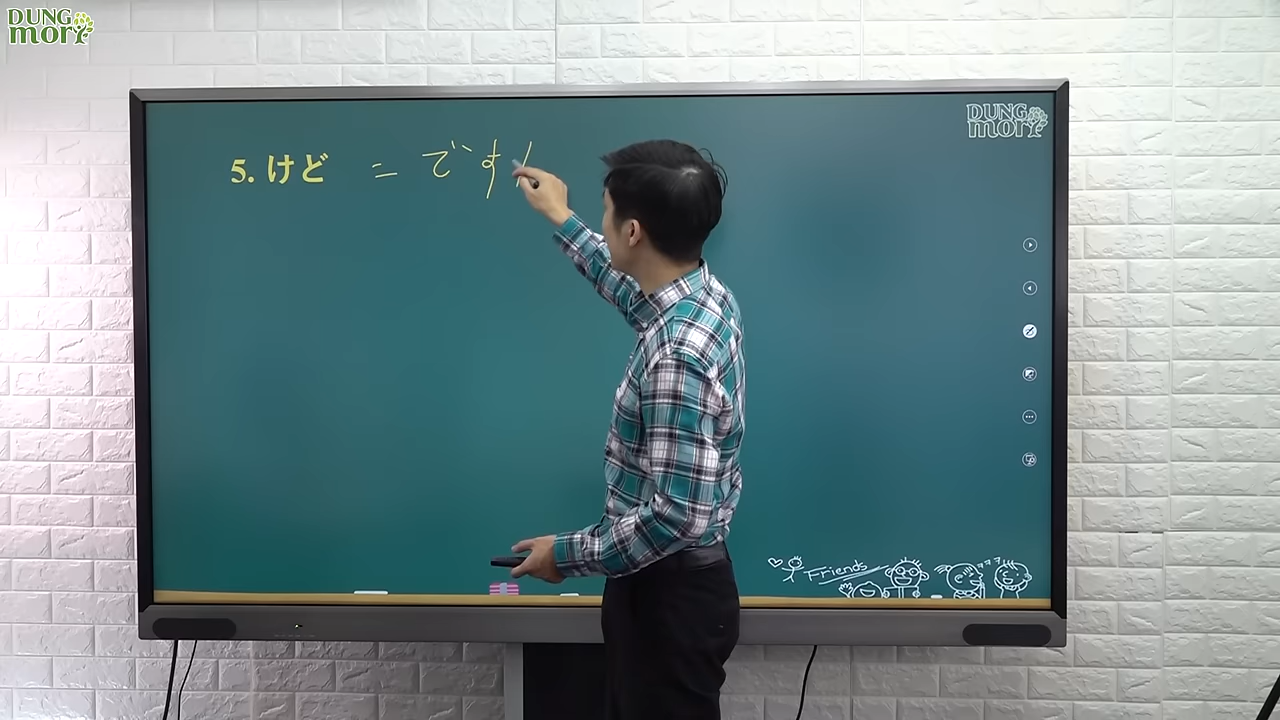 DUNG
mori
DUNG
mori
5. けど = です
Friends